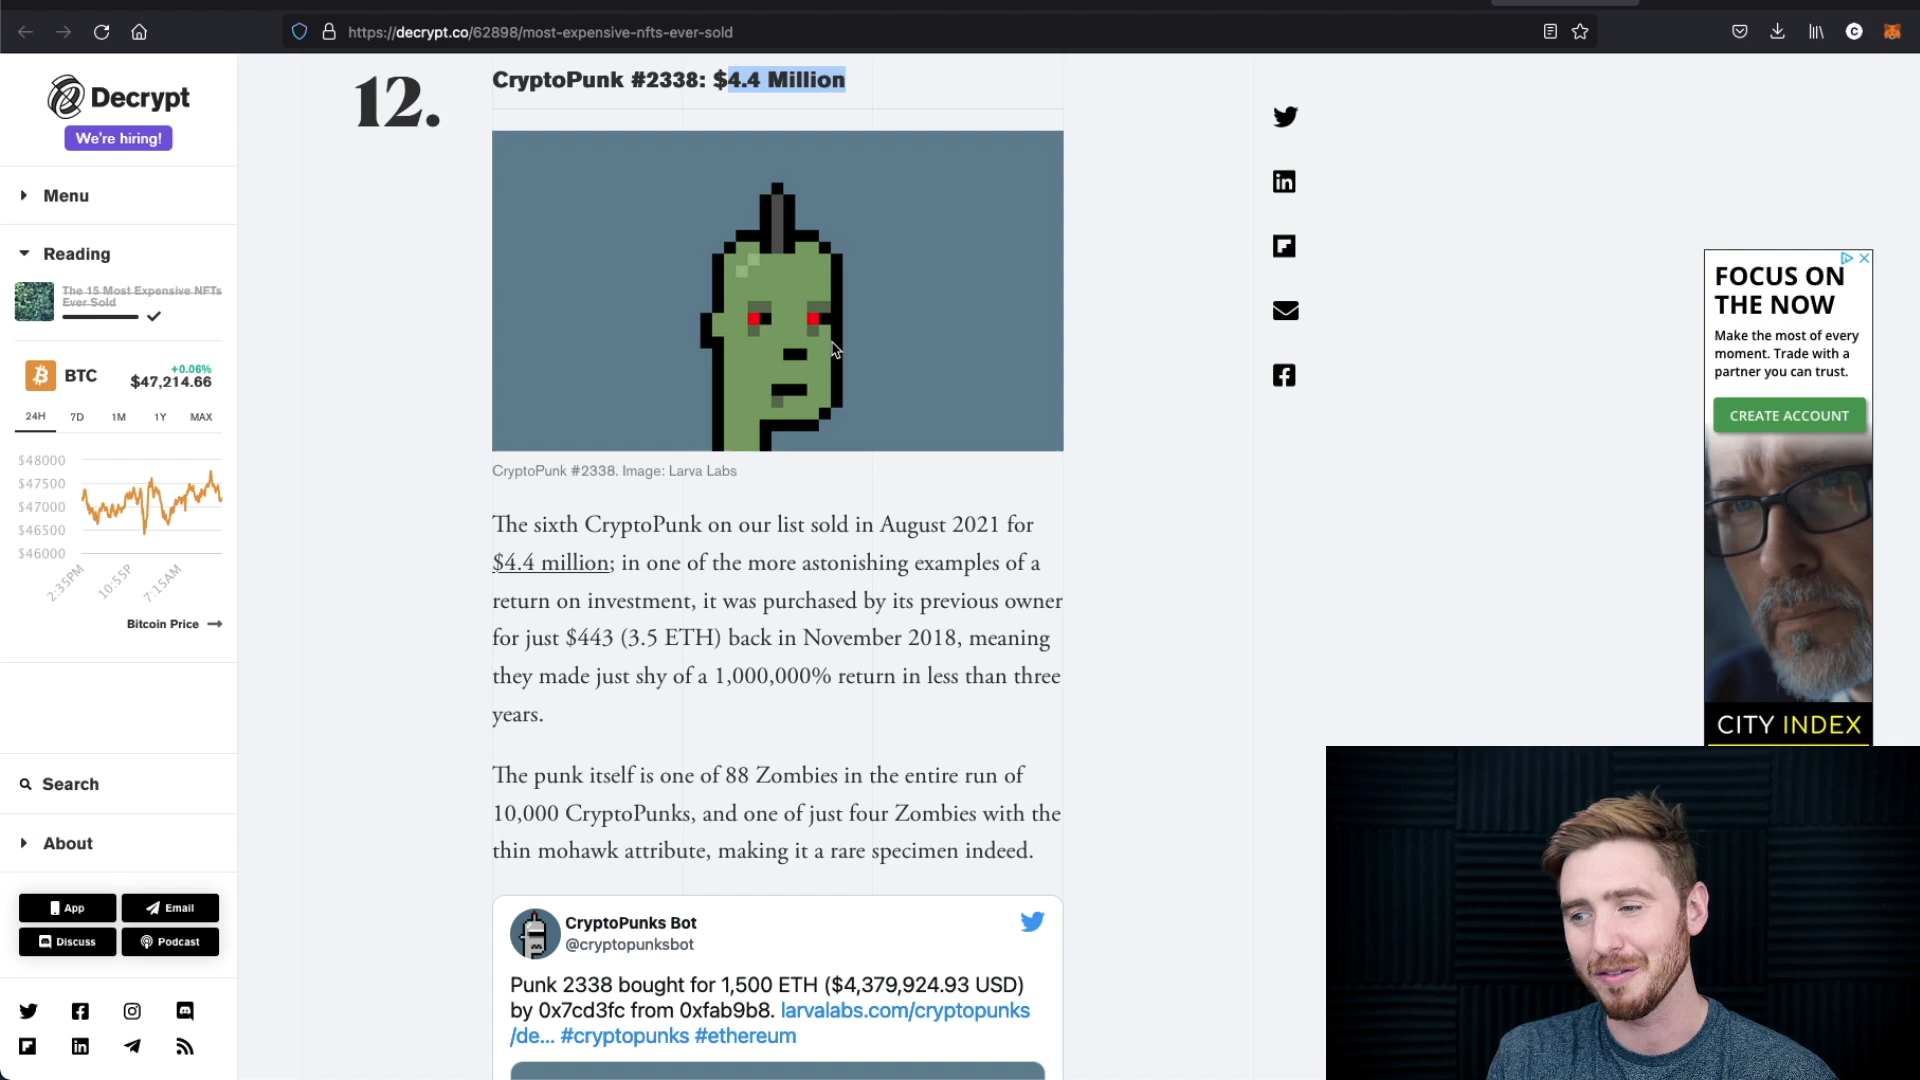 https://decrypt.co/62898/most-expensive-nfts-ever-sold
Decrypt
We're hiring!
Menu
Reading
The 15 Most Expensive NFTs
Ever Sold
BTC
+0.06%
$47,214.66
24H 7D 1M 1Y MAX
$48000
$47500
$47000
$46500
$46000
2:35PM 10:55P 7:15AM
Bitcoin Price
Search
About
App
Email
Discuss
Podcast
12.
CryptoPunk #2338: $4.4 Million
CryptoPunk #2338. Image: Larva Labs
The sixth CryptoPunk on our list sold in August 2021 for
$4.4 million; in one of the more astonishing examples of a
return on investment, it was purchased by its previous owner
for just $443 (3.5 ETH) back in November 2018, meaning
they made just shy of a 1,000,000% return in less than three
years.
The punk itself is one of 88 Zombies in the entire run of
10,000 CryptoPunks, and one of just four Zombies with the
thin mohawk attribute, making it a rare specimen indeed.
CryptoPunks Bot
@cryptopunksbot
Punk 2338 bought for 1,500 ETH ($4,379,924.93 USD)
by 0x7cd3fc from 0xfab9b8. larvalabs.com/cryptopunks
/de... #cryptopunks #ethereum
FOCUS ON
THE NOW
Make the most of every
moment. Trade with a
partner you can trust.
CREATE ACCOUNT
CITY INDEX